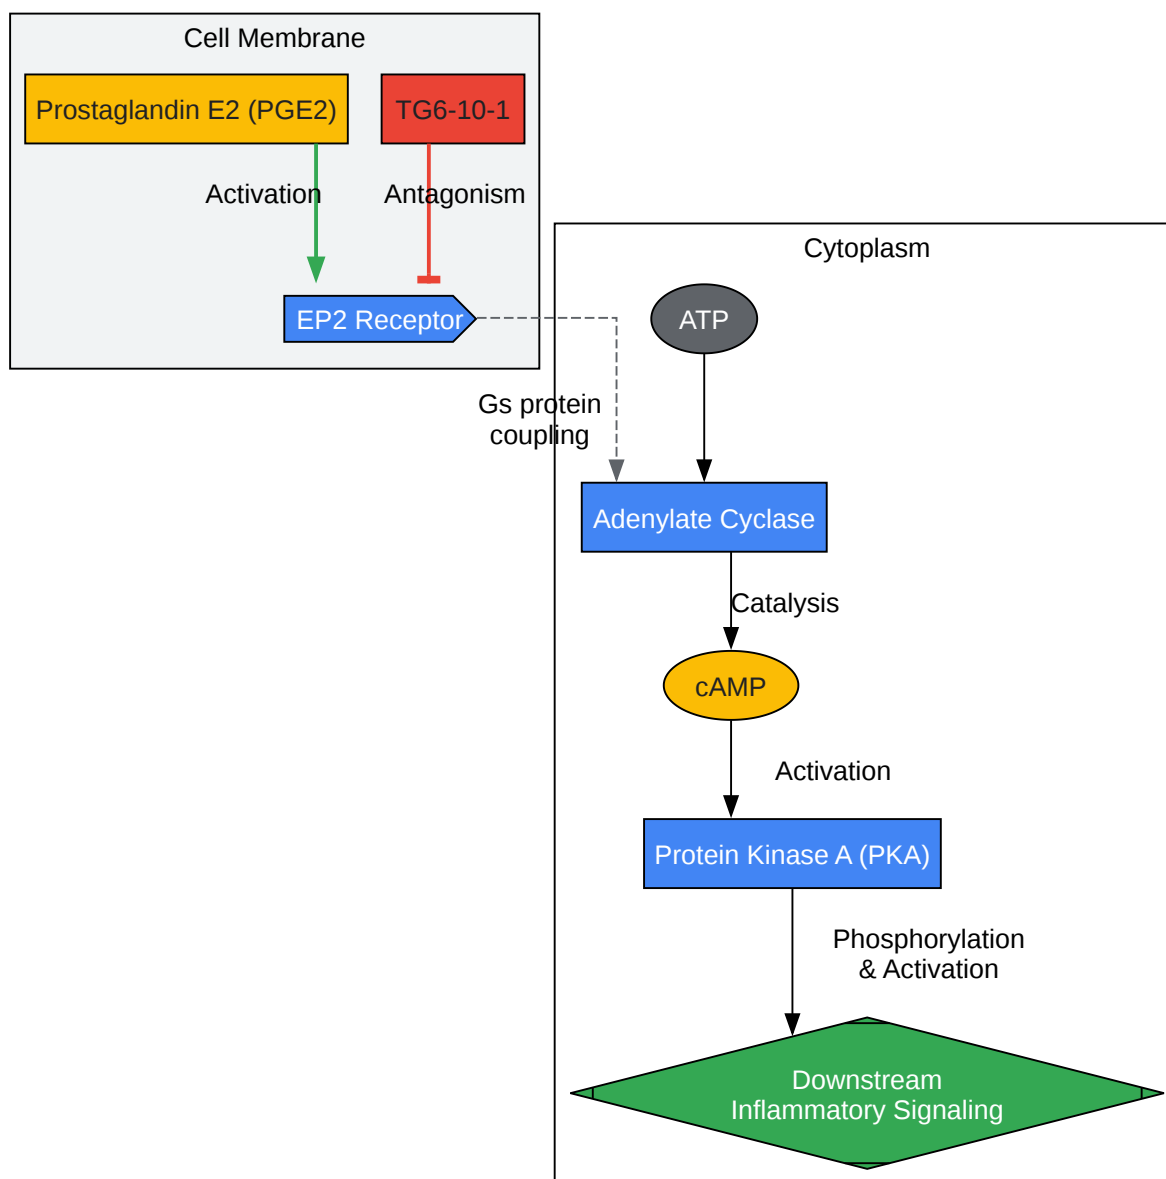 Cell Membrane
Prostaglandin E2 (PGE2)
TG6-10-1
Activation
Antagonism
EP2 Receptor
Cytoplasm
ATP
Gs protein
coupling
Adenylate Cyclase
Catalysis
cAMP
Activation
Protein Kinase A (PKA)
Phosphorylation
& Activation
Downstream
Inflammatory Signaling